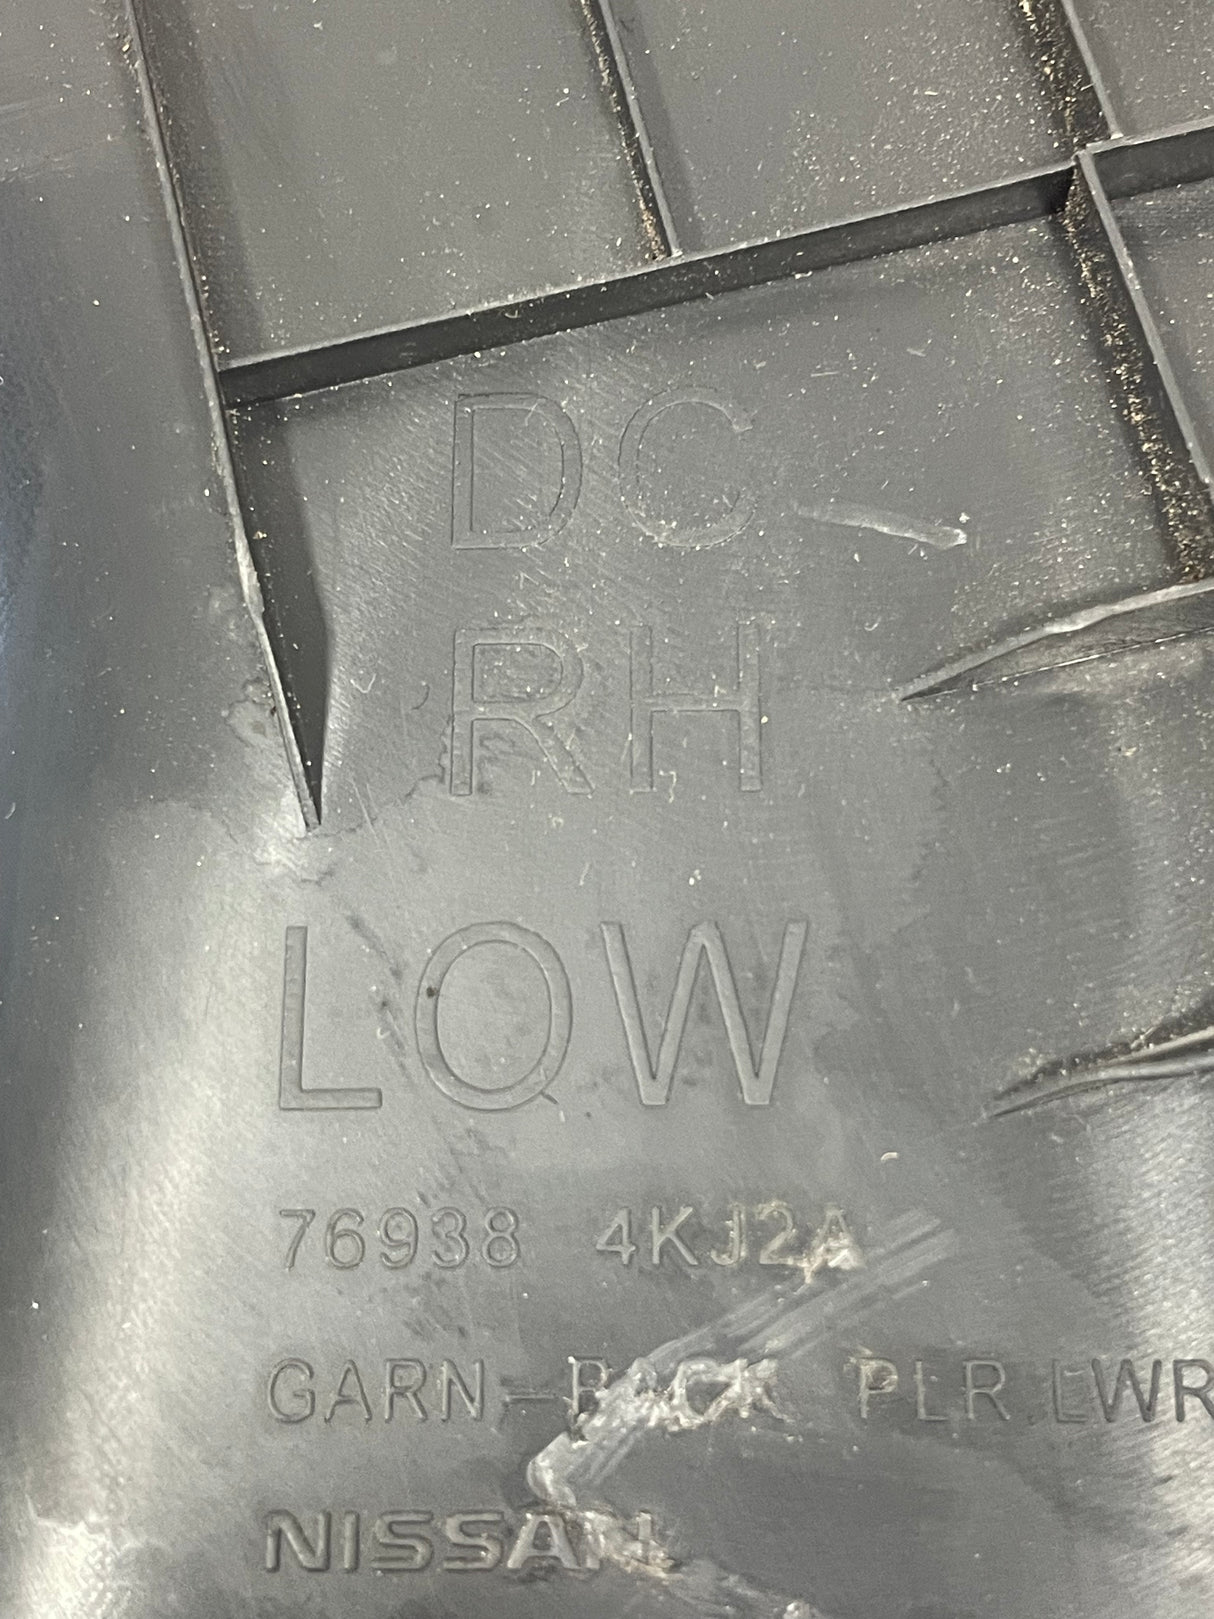 DC
RH
LOW
76938 4KJ2A
GARN-BACK PLR LWR
NISSAN